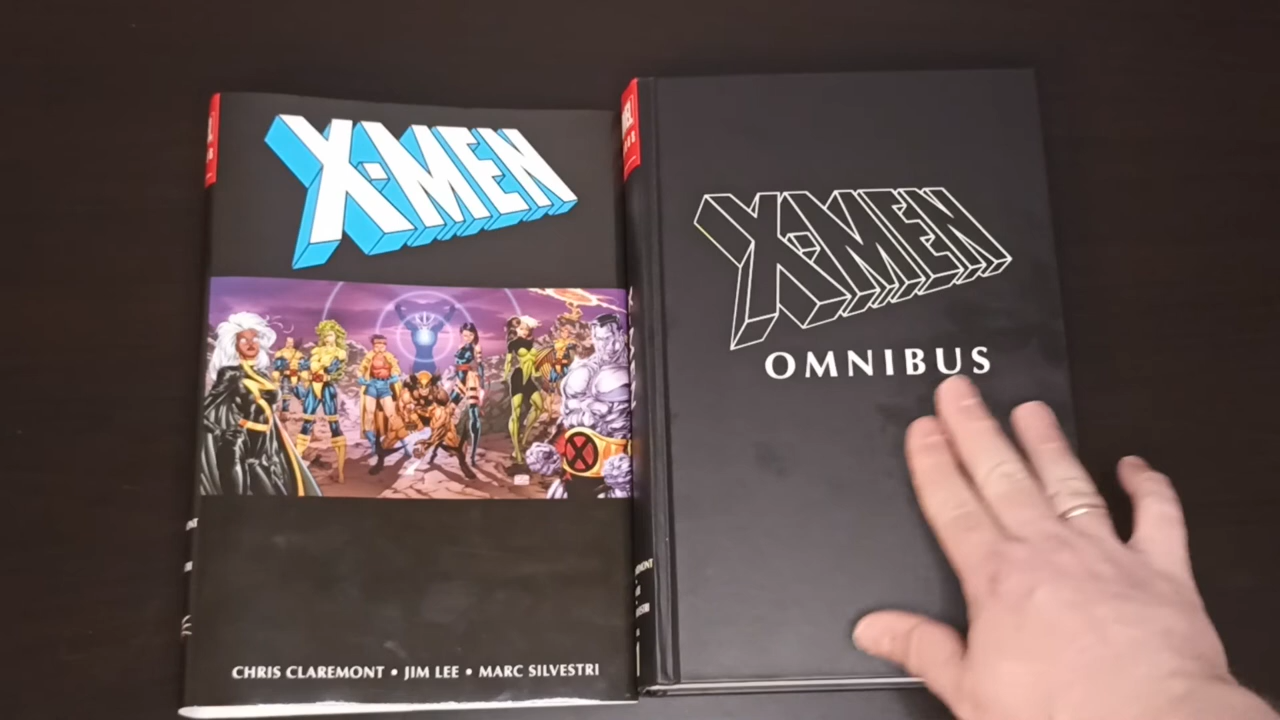 X-MEN
CHRIS CLAREMONT • JIM LEE • MARC SILVESTRI
X-MEN
OMNIBUS